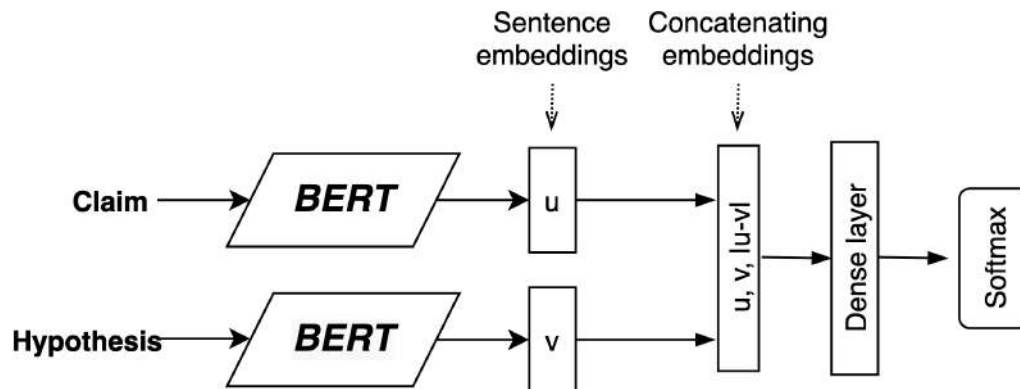 Sentence
embeddings
Concatenating
embeddings
Claim
BERT
u
u, v, |u-v|
Dense layer
Softmax
Hypothesis
BERT
v